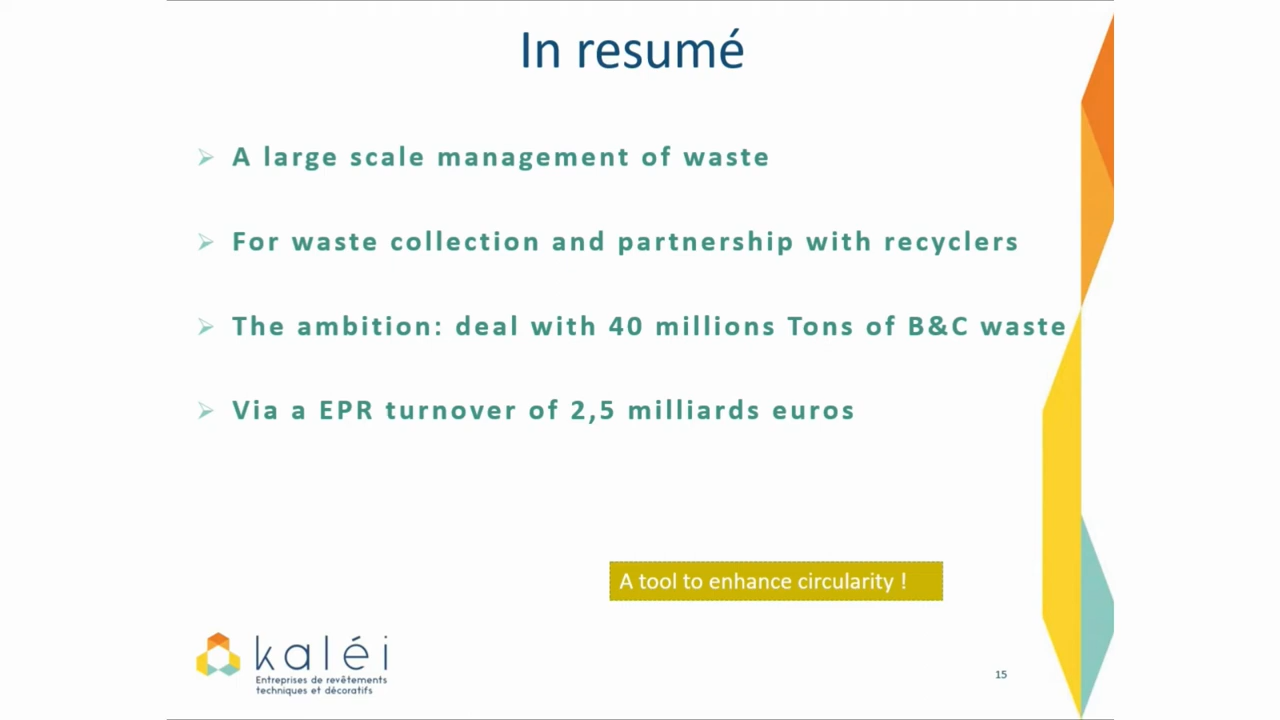 In resumé
A large scale management of waste
For waste collection and partnership with recyclers
The ambition: deal with 40 millions Tons of B&C waste
Via a EPR turnover of 2,5 milliards euros
A tool to enhance circularity !
kaléi
Entreprises de revêtements
techniques et décoratifs
15